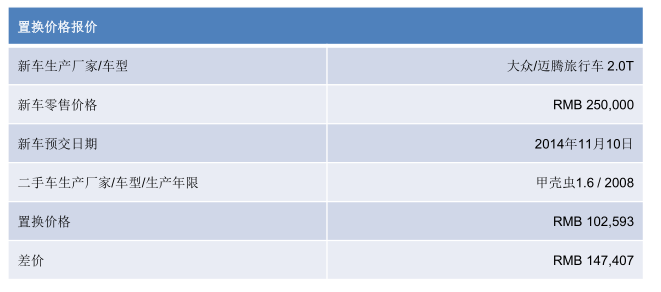 置换价格报价
新车生产厂家/车型 大众/迈腾旅行车 2.0T
新车零售价格 RMB 250,000
新车预交日期 2014年11月10日
二手车生产厂家/车型/生产年限 甲壳虫1.6 / 2008
置换价格 RMB 102,593
差价 RMB 147,407